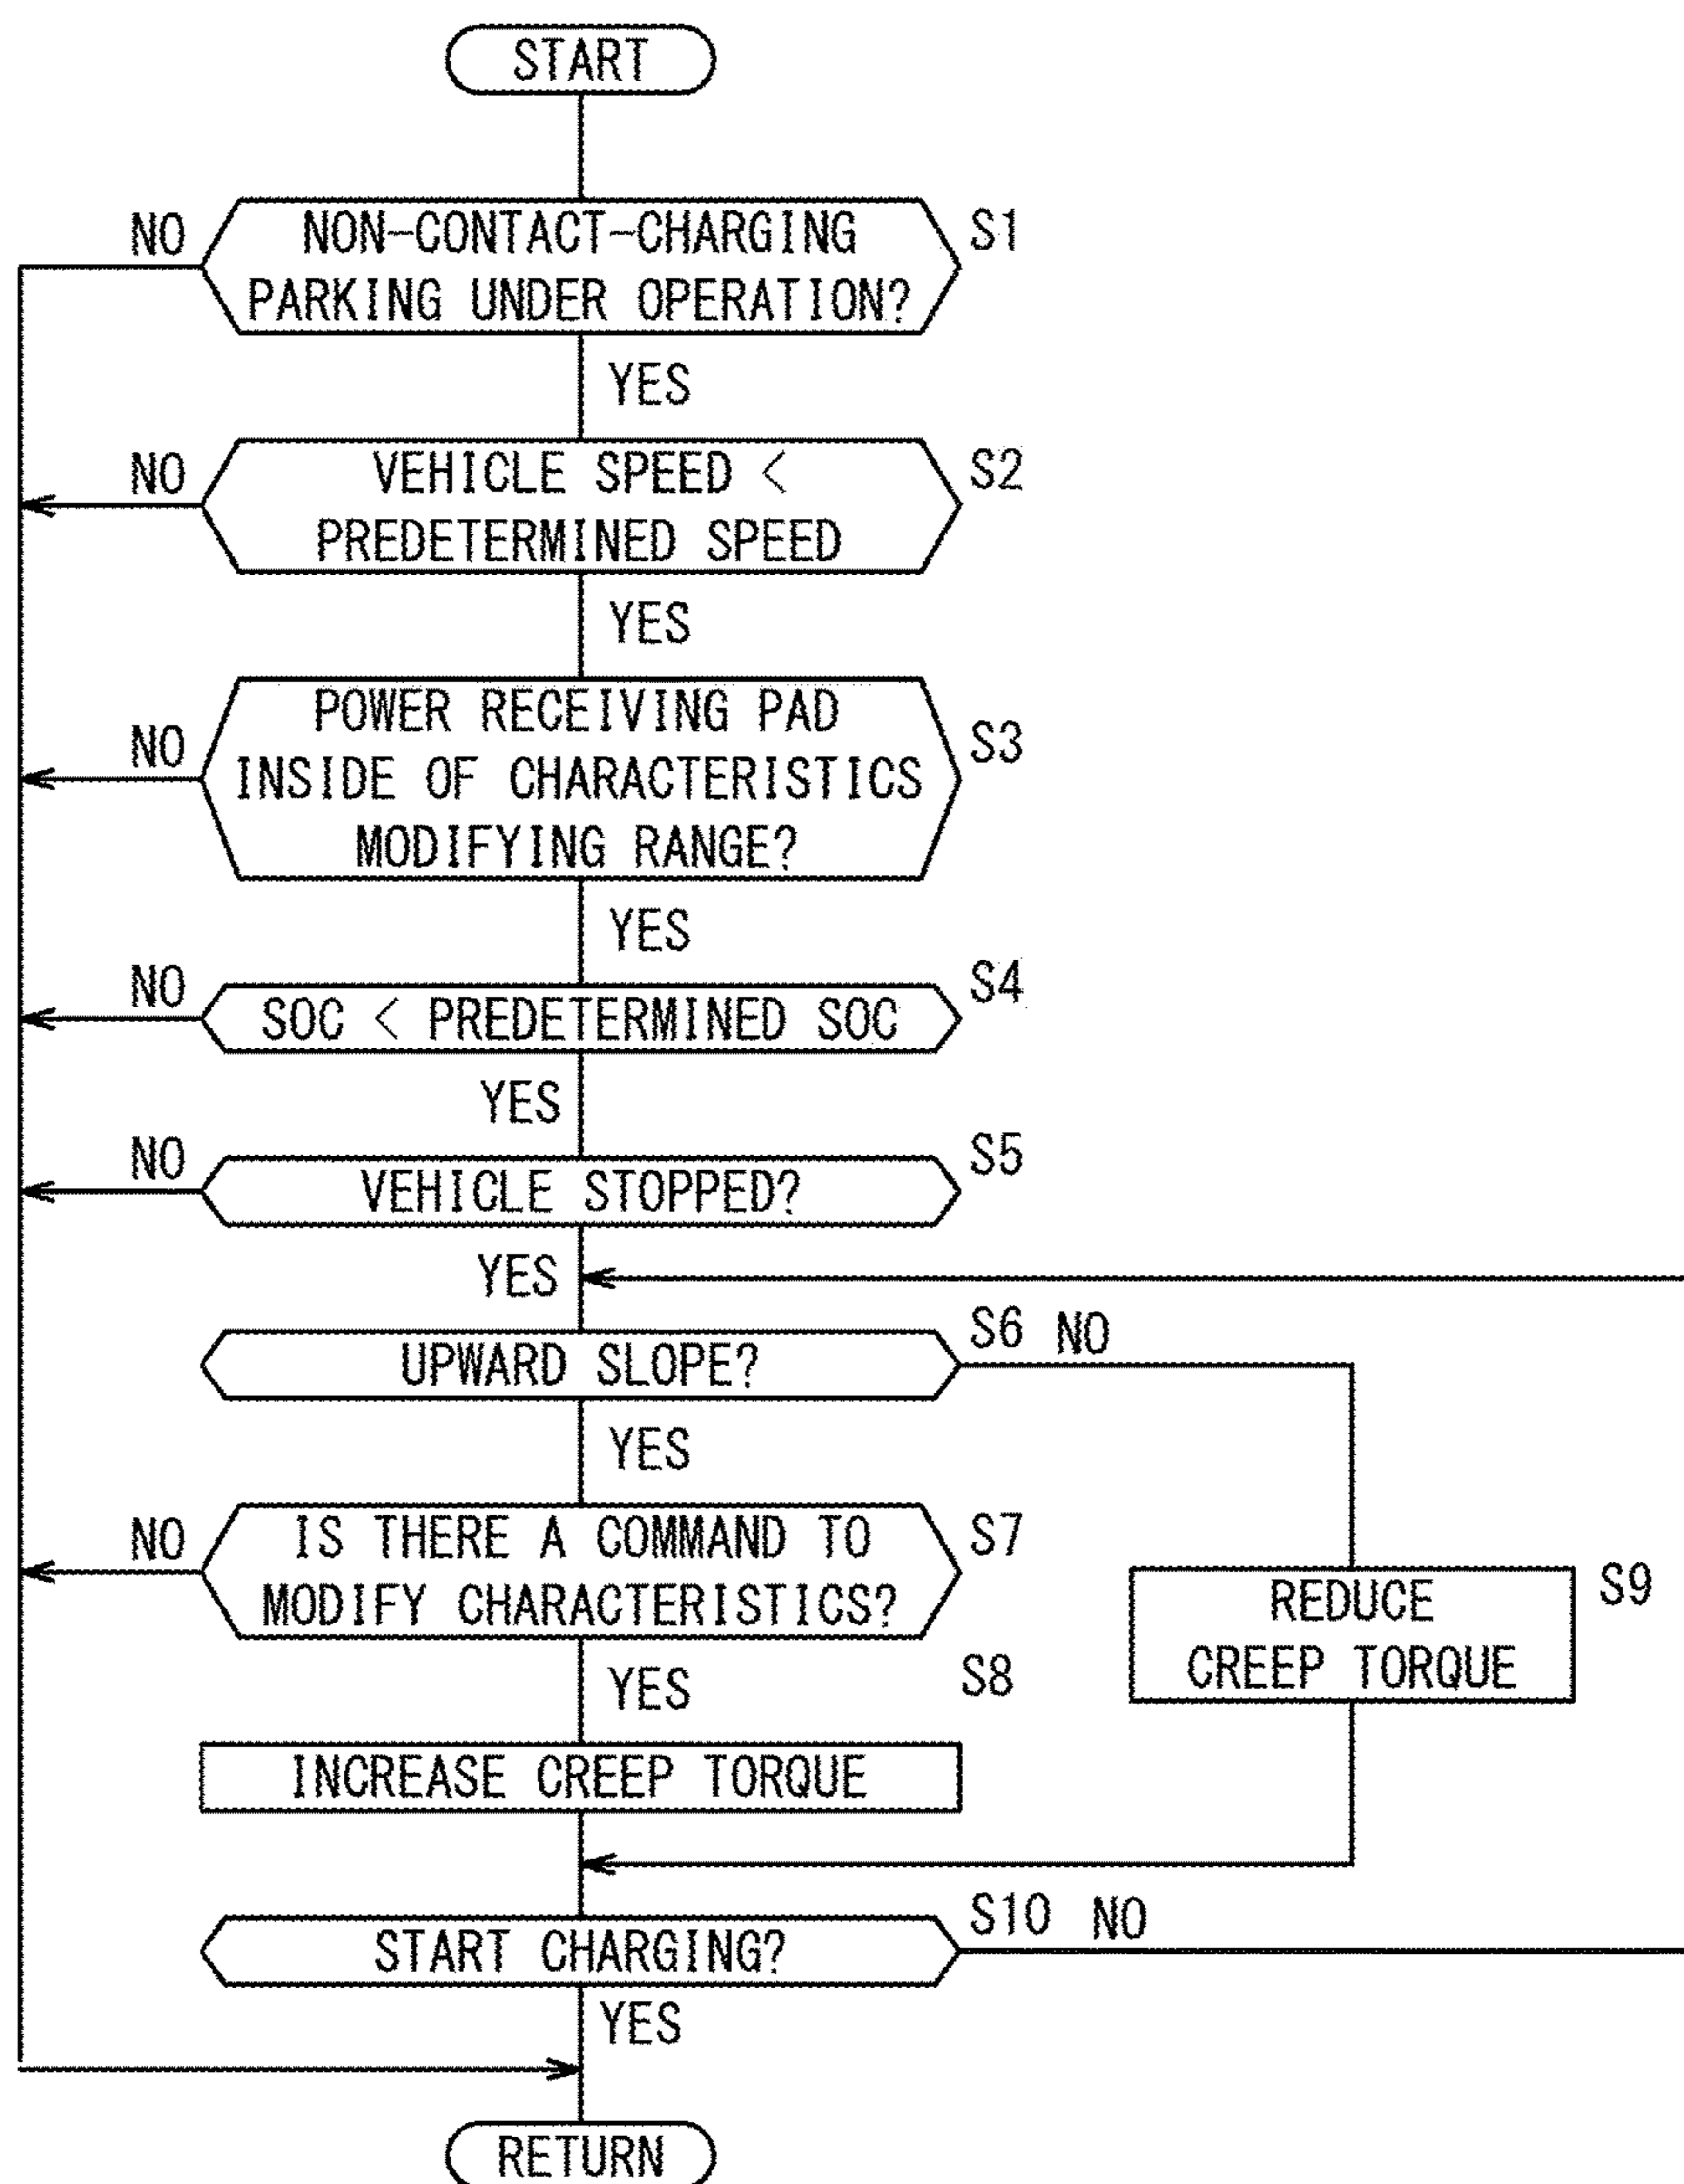 START
NO
NON-CONTACT-CHARGING
PARKING UNDER OPERATION?
S1
YES
NO
VEHICLE SPEED <
PREDETERMINED SPEED
S2
YES
NO
POWER RECEIVING PAD
INSIDE OF CHARACTERISTICS
MODIFYING RANGE?
S3
YES
NO
SOC < PREDETERMINED SOC
S4
YES
NO
VEHICLE STOPPED?
S5
YES
UPWARD SLOPE?
S6 NO
YES
NO
IS THERE A COMMAND TO
MODIFY CHARACTERISTICS?
S7
REDUCE
CREEP TORQUE
S9
YES
S8
INCREASE CREEP TORQUE
START CHARGING?
S10 NO
YES
RETURN